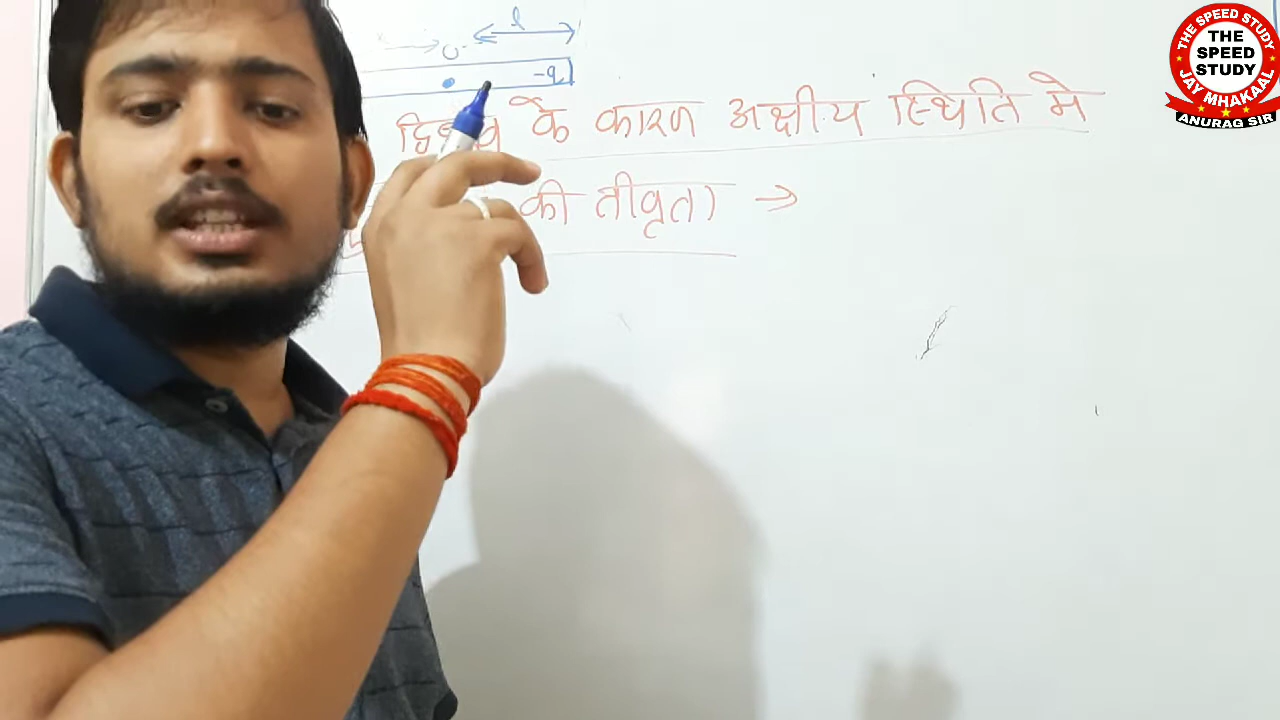 l
O
-q
द्विध्रुव के कारण अक्षीय स्थिति मे
की तीव्रता →
THE SPEED STUDY
THE
SPEED
STUDY
JAY MHAKAAL
ANURAG SIR